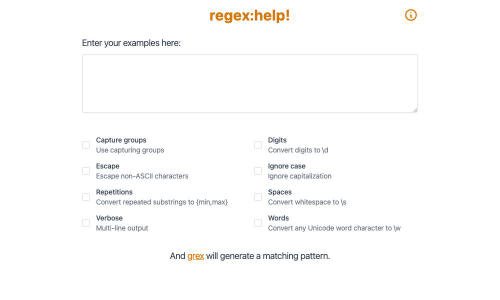 regex:help!
Enter your examples here:
Capture groups
Use capturing groups
Digits
Convert digits to \d
Escape
Escape non-ASCII characters
Ignore case
Ignore capitalization
Repetitions
Convert repeated substrings to {min,max}
Spaces
Convert whitespace to \s
Verbose
Multi-line output
Words
Convert any Unicode word character to \w
And grex will generate a matching pattern.